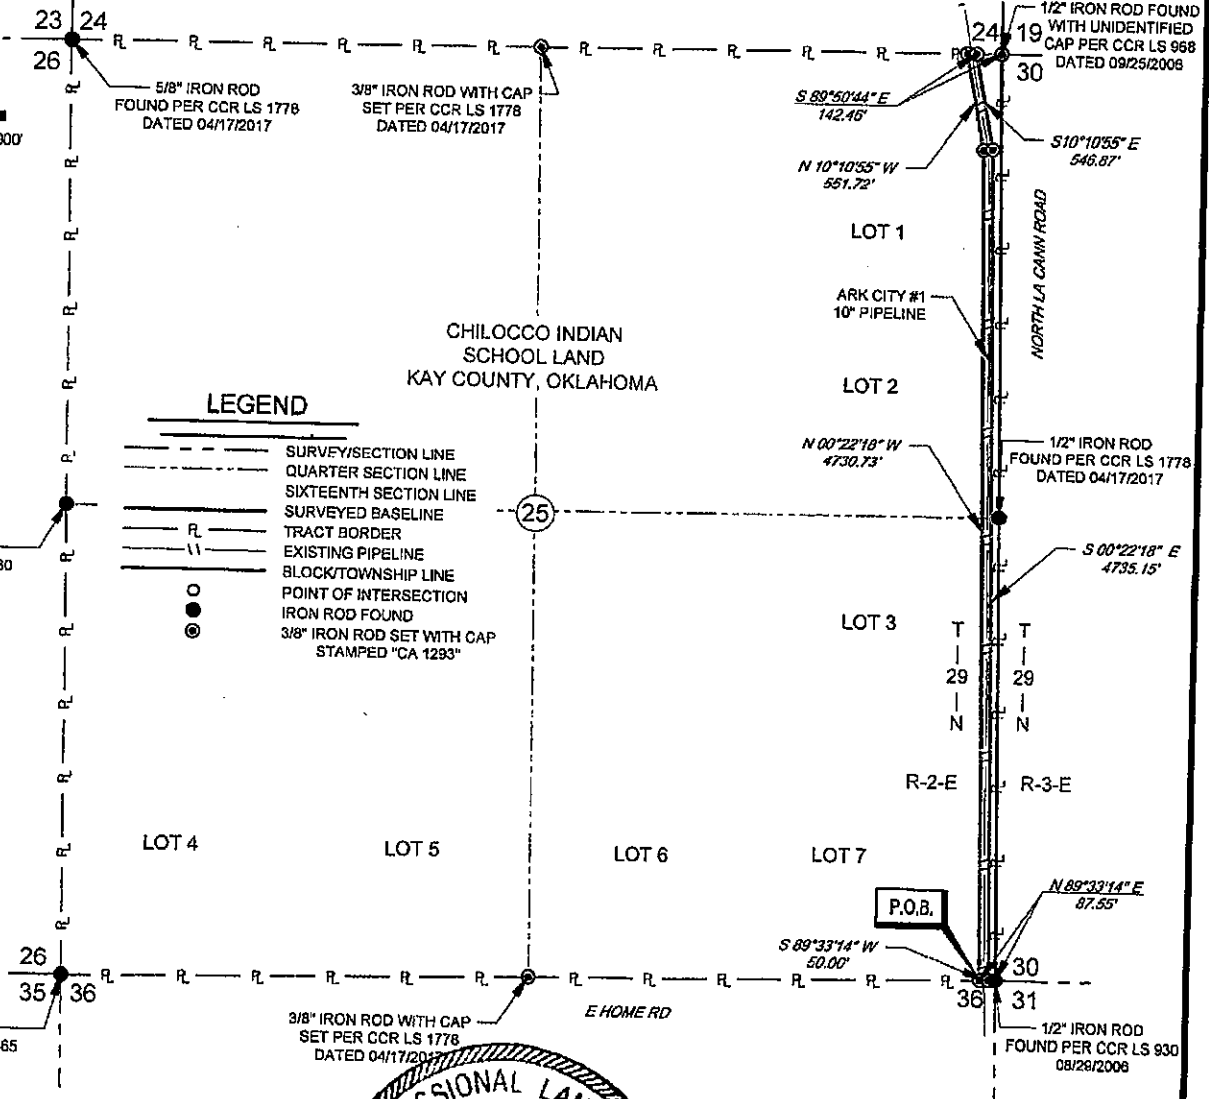 23 24
26
5/8" IRON ROD
FOUND PER CCR LS 1778
DATED 04/17/2017
3/8" IRON ROD WITH CAP
SET PER CCR LS 1778
DATED 04/17/2017
24 19
30
1/2" IRON ROD FOUND
WITH UNIDENTIFIED
CAP PER CCR LS 968
DATED 09/25/2006
S 89°50'44" E
142.46'
S10°10'55" E
546.87'
N 10°10'55" W
551.72'
LOT 1
NORTH LA CANN ROAD
ARK CITY #1
10" PIPELINE
CHILOCCO INDIAN
SCHOOL LAND
KAY COUNTY, OKLAHOMA
LOT 2
N 00°22'18" W
4730.73'
1/2" IRON ROD
FOUND PER CCR LS 1778
DATED 04/17/2017
LEGEND
SURVEY/SECTION LINE
QUARTER SECTION LINE
SIXTEENTH SECTION LINE
SURVEYED BASELINE
PL TRACT BORDER
EXISTING PIPELINE
BLOCK/TOWNSHIP LINE
POINT OF INTERSECTION
IRON ROD FOUND
3/8" IRON ROD SET WITH CAP
STAMPED "CA 1293"
25
S 00°22'18" E
4735.15'
LOT 3
T 29 N
T 29 N
R-2-E
R-3-E
LOT 4
LOT 5
LOT 6
LOT 7
P.O.B.
N 89°33'14" E
87.55'
S 89°33'14" W
50.00'
26
35 36
30
36 31
E HOME RD
3/8" IRON ROD WITH CAP
SET PER CCR LS 1778
DATED 04/17/2017
1/2" IRON ROD
FOUND PER CCR LS 930
08/29/2006